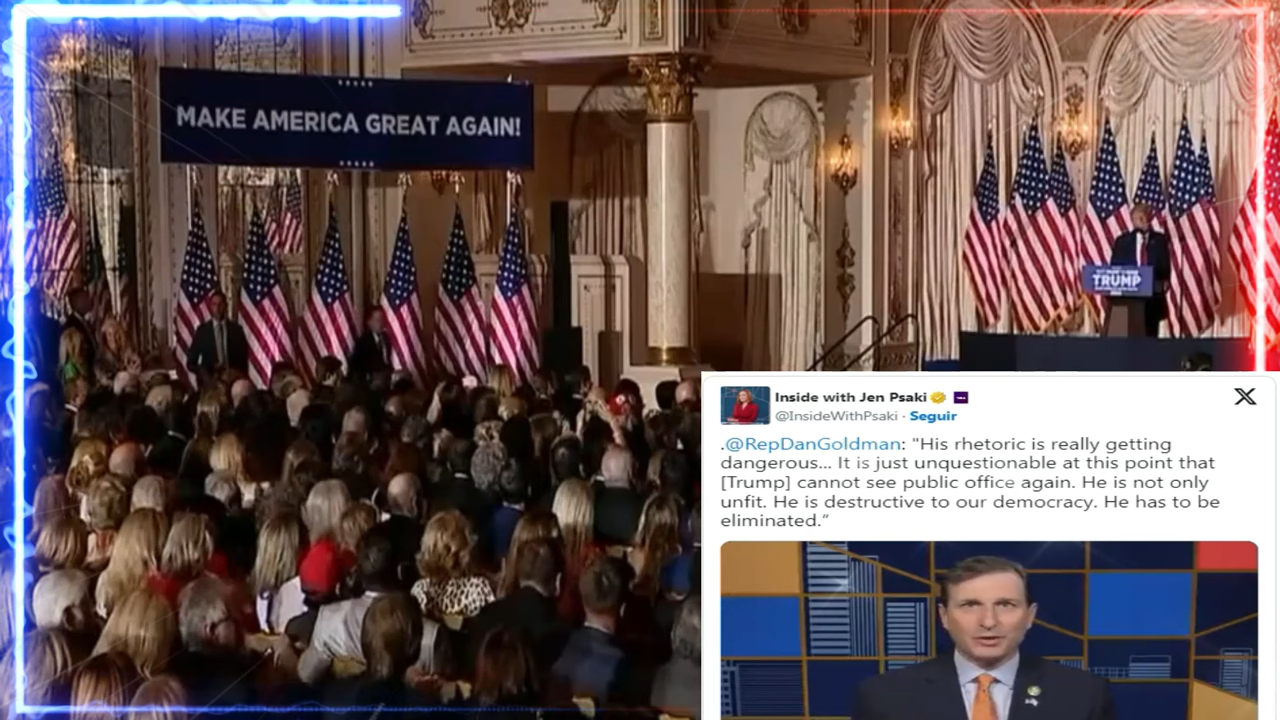 MAKE AMERICA GREAT AGAIN!
TRUMP
Inside with Jen Psaki
@InsideWithPsaki · Seguir
.@RepDanGoldman: "His rhetoric is really getting
dangerous... It is just unquestionable at this point that
[Trump] cannot see public office again. He is not only
unfit. He is destructive to our democracy. He has to be
eliminated.”